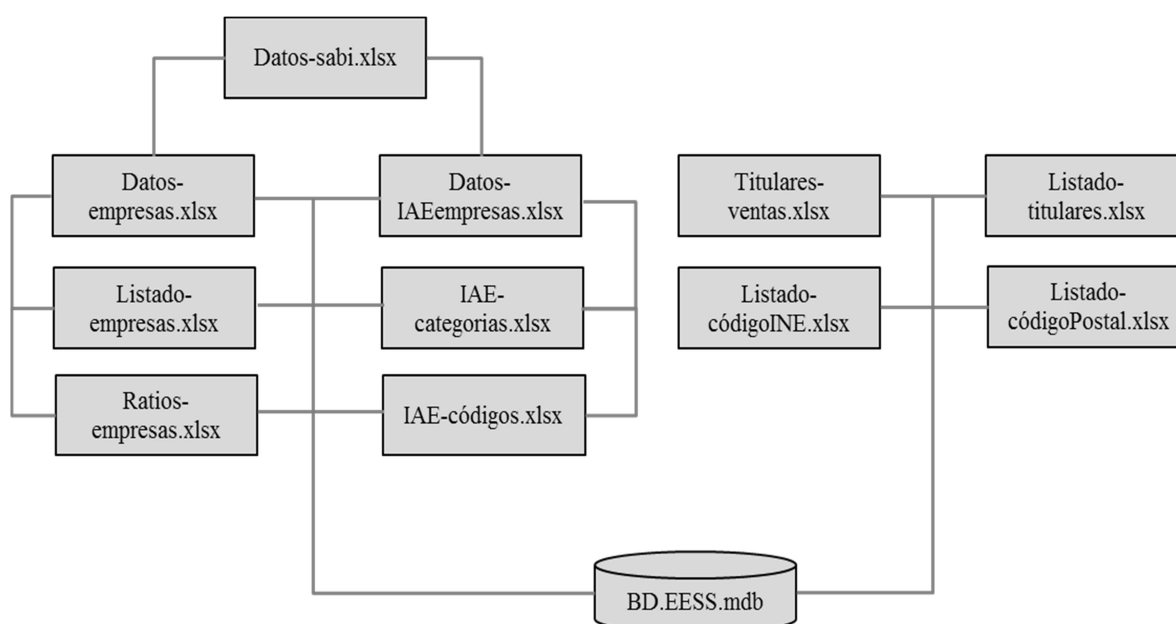 Datos-sabi.xlsx
Datos-
empresas.xlsx
Datos-
IAEempresas.xlsx
Titulares-
ventas.xlsx
Listado-
titulares.xlsx
Listado-
empresas.xlsx
IAE-
categorias.xlsx
Listado-
códigoINE.xlsx
Listado-
códigoPostal.xlsx
Ratios-
empresas.xlsx
IAE-códigos.xlsx
BD.EESS.mdb